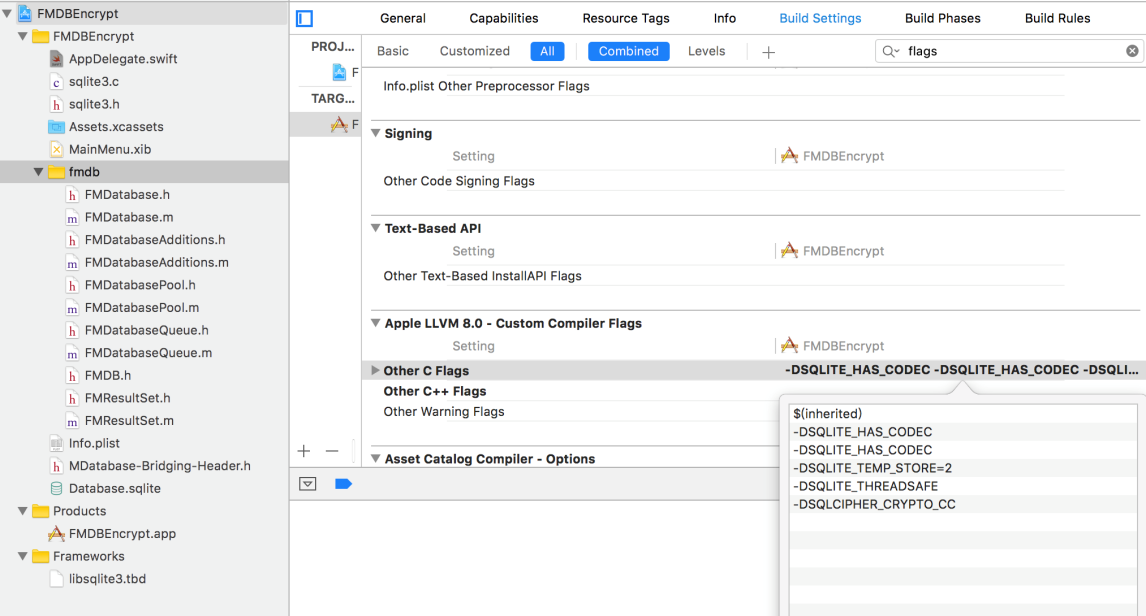 FMDBEncrypt
FMDBEncrypt
AppDelegate.swift
c sqlite3.c
h sqlite3.h
Assets.xcassets
MainMenu.xib
fmdb
h FMDatabase.h
m FMDatabase.m
h FMDatabaseAdditions.h
m FMDatabaseAdditions.m
h FMDatabasePool.h
m FMDatabasePool.m
h FMDatabaseQueue.h
m FMDatabaseQueue.m
h FMDB.h
h FMResultSet.h
m FMResultSet.m
Info.plist
h MDatabase-Bridging-Header.h
Database.sqlite
Products
FMDBEncrypt.app
Frameworks
libsqlite3.tbd
General Capabilities Resource Tags Info Build Settings Build Phases Build Rules
PROJ...
F
TARG...
F
Basic Customized All Combined Levels + flags
Info.plist Other Preprocessor Flags
Signing
Setting FMDBEncrypt
Other Code Signing Flags
Text-Based API
Setting FMDBEncrypt
Other Text-Based InstallAPI Flags
Apple LLVM 8.0 - Custom Compiler Flags
Setting FMDBEncrypt
Other C Flags -DSQLITE_HAS_CODEC -DSQLITE_HAS_CODEC -DSQLI...
Other C++ Flags
Other Warning Flags
Asset Catalog Compiler - Options
$(inherited)
-DSQLITE_HAS_CODEC
-DSQLITE_HAS_CODEC
-DSQLITE_TEMP_STORE=2
-DSQLITE_THREADSAFE
-DSQLCIPHER_CRYPTO_CC